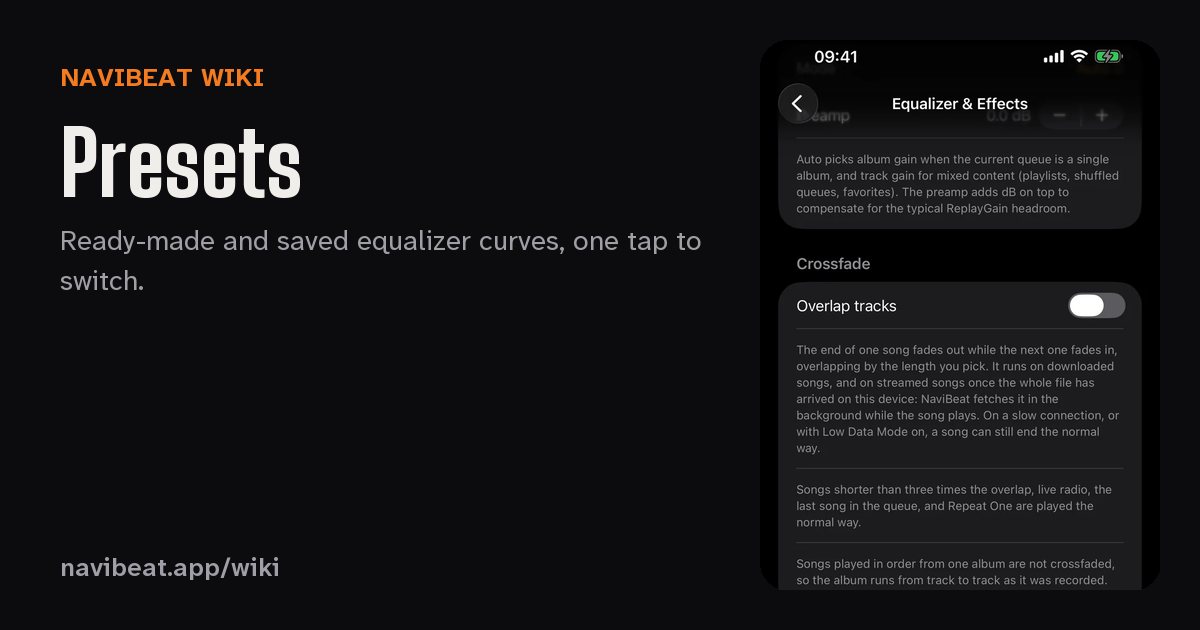 NAVIBEAT WIKI
Presets
Ready-made and saved equalizer curves, one tap to
switch.
navibeat.app/wiki
09:41
Equalizer & Effects
Mode
Preamp
0.0 dB
Auto picks album gain when the current queue is a single
album, and track gain for mixed content (playlists, shuffled
queues, favorites). The preamp adds dB on top to
compensate for the typical ReplayGain headroom.
Crossfade
Overlap tracks
The end of one song fades out while the next one fades in,
overlapping by the length you pick. It runs on downloaded
songs, and on streamed songs once the whole file has
arrived on this device: NaviBeat fetches it in the
background while the song plays. On a slow connection, or
with Low Data Mode on, a song can still end the normal
way.
Songs shorter than three times the overlap, live radio, the
last song in the queue, and Repeat One are played the
normal way.
Songs played in order from one album are not crossfaded,
so the album runs from track to track as it was recorded.